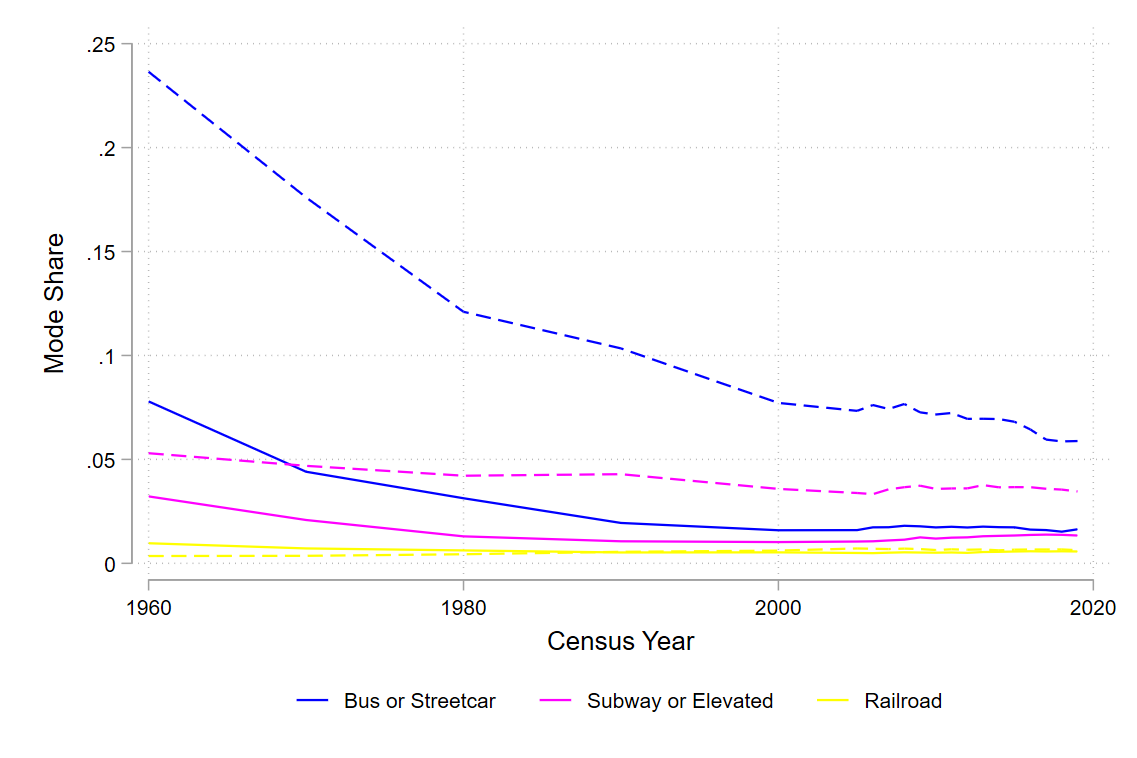 .25
.2
.15
.1
.05
0
Mode Share
1960 1980 2000 2020
Census Year
Bus or Streetcar Subway or Elevated Railroad